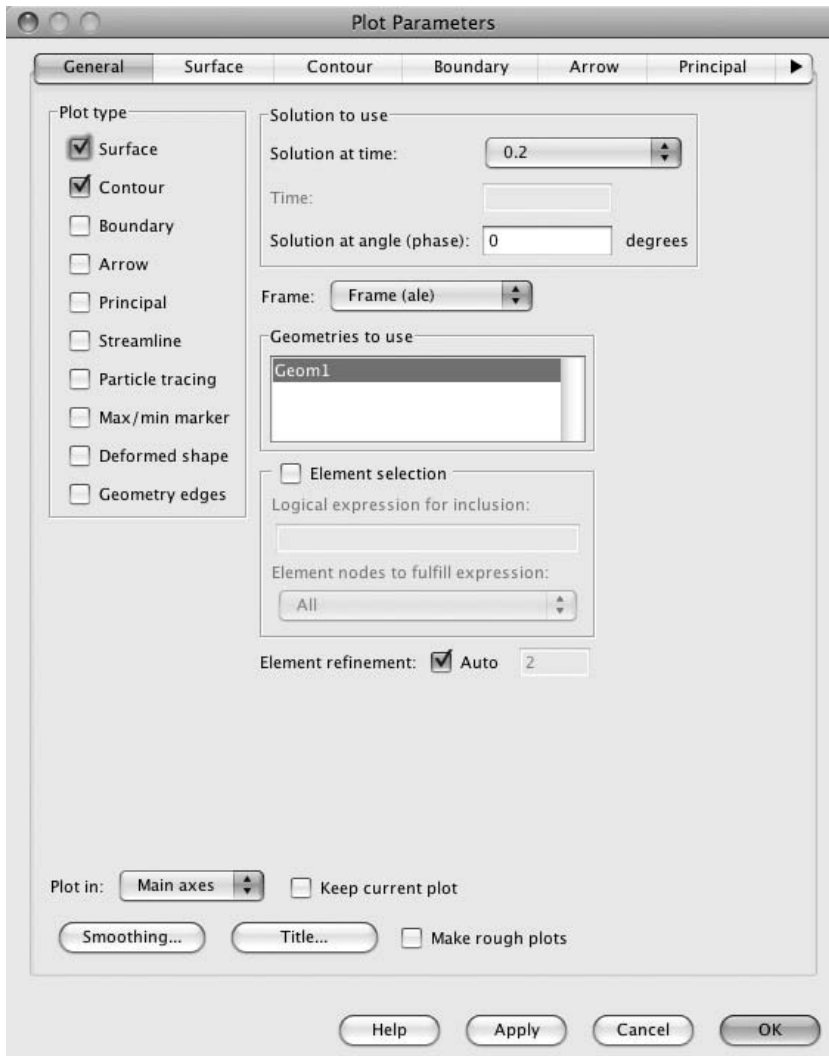 Plot Parameters
General Surface Contour Boundary Arrow Principal
Plot type
Surface
Contour
Boundary
Arrow
Principal
Streamline
Particle tracing
Max/min marker
Deformed shape
Geometry edges
Solution to use
Solution at time: 0.2
Time:
Solution at angle (phase): 0 degrees
Frame: Frame (ale)
Geometries to use
Geom1
Element selection
Logical expression for inclusion:
Element nodes to fulfill expression:
All
Element refinement: Auto 2
Plot in: Main axes Keep current plot
Smoothing... Title... Make rough plots
Help Apply Cancel OK